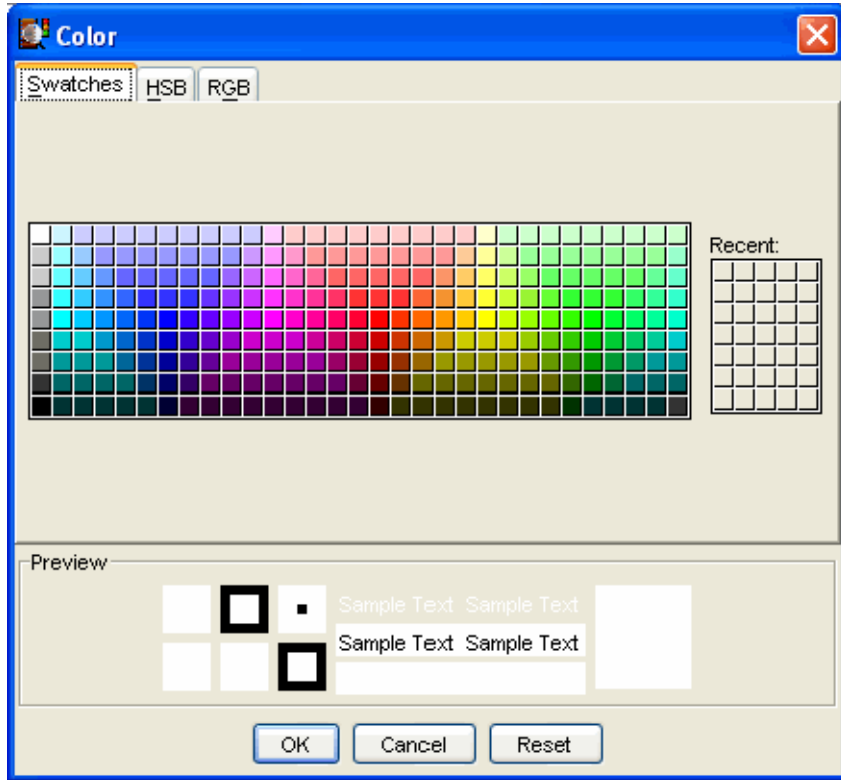 Color
Swatches HSB RGB
Recent:
Preview
Sample Text Sample Text
Sample Text Sample Text
OK Cancel Reset